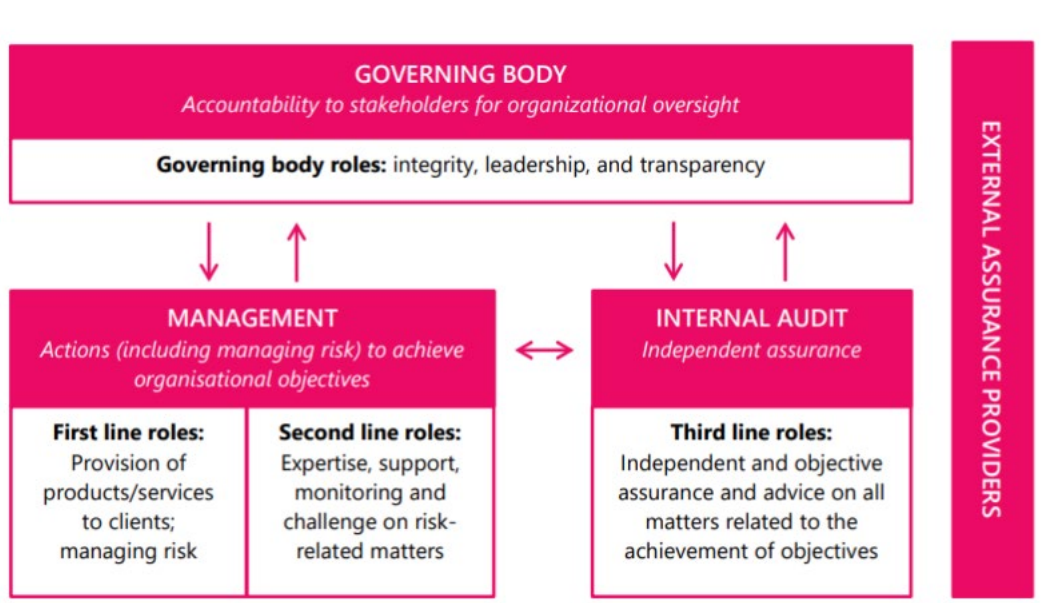 GOVERNING BODY
Accountability to stakeholders for organizational oversight
Governing body roles: integrity, leadership, and transparency
MANAGEMENT
Actions (including managing risk) to achieve
organisational objectives
First line roles:
Provision of
products/services
to clients;
managing risk
Second line roles:
Expertise, support,
monitoring and
challenge on risk-
related matters
INTERNAL AUDIT
Independent assurance
Third line roles:
Independent and objective
assurance and advice on all
matters related to the
achievement of objectives
EXTERNAL ASSURANCE PROVIDERS